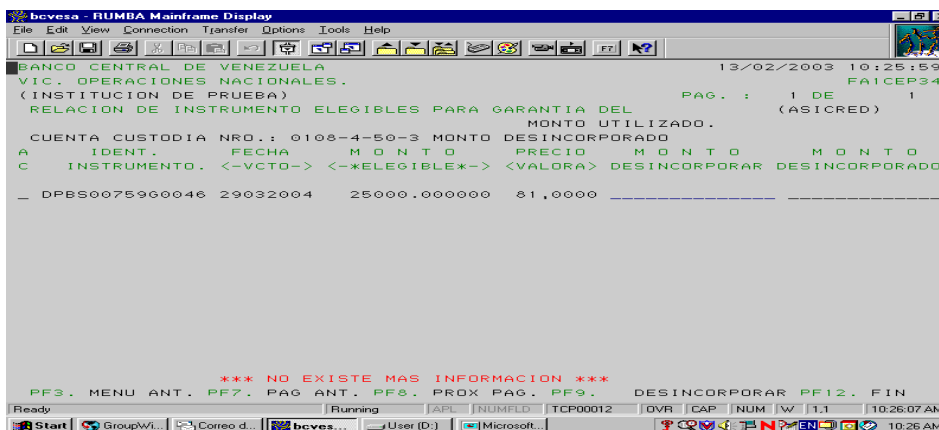 bcvesa - RUMBA Mainframe Display
File Edit View Connection Transfer Options Tools Help
F7
BANCO CENTRAL DE VENEZUELA 13/02/2003 10:25:59
VIC. OPERACIONES NACIONALES. FA1CEP34
(INSTITUCION DE PRUEBA) PAG. : 1 DE 1
RELACION DE INSTRUMENTO ELEGIBLES PARA GARANTIA DEL (ASICRED)
MONTO UTILIZADO.
CUENTA CUSTODIA NRO.: 0108-4-50-3 MONTO DESINCORPORADO
A IDENT. FECHA M O N T O PRECIO M O N T O M O N T O
C INSTRUMENTO. <-VCTO-> <-*ELEGIBLE*-> <VALORA> DESINCORPORAR DESINCORPORADO
_ DPBS00759G0046 29032004 25000.000000 81,0000 _______________ _______________
*** NO EXISTE MAS INFORMACION ***
PF3. MENU ANT. PF7. PAG ANT. PF8. PROX PAG. PF9. DESINCORPORAR PF12. FIN
Ready Running APL NUMFLD TCP00012 OVR CAP NUM W 1,1 10:26:07 AM
Start GroupWi... Correo d... bcves... User (D:) Microsoft... EN 10:26 AM